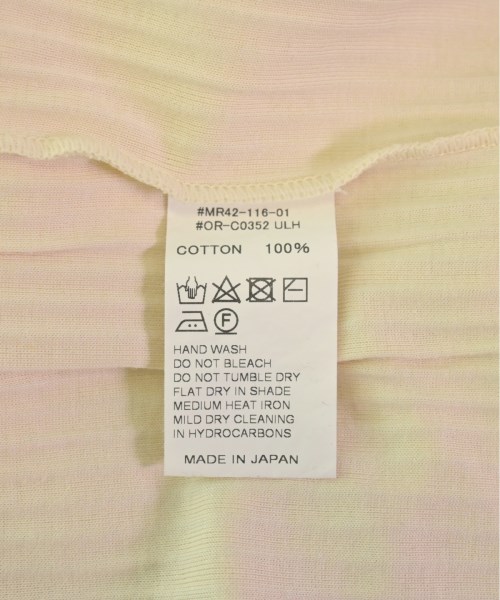 #MR42-116-01
#OR-C0352 ULH
COTTON 100%
F
HAND WASH
DO NOT BLEACH
DO NOT TUMBLE DRY
FLAT DRY IN SHADE
MEDIUM HEAT IRON
MILD DRY CLEANING
IN HYDROCARBONS
MADE IN JAPAN